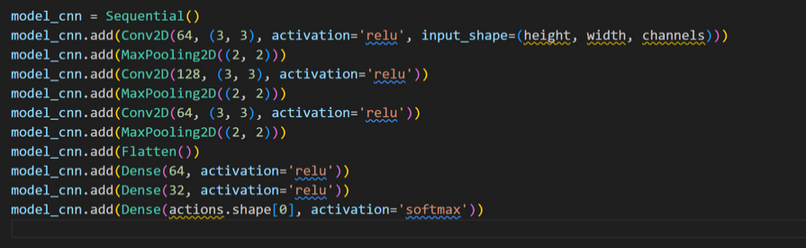 model_cnn = Sequential()
model_cnn.add(Conv2D(64, (3, 3), activation='relu', input_shape=(height, width, channels)))
model_cnn.add(MaxPooling2D((2, 2)))
model_cnn.add(Conv2D(128, (3, 3), activation='relu'))
model_cnn.add(MaxPooling2D((2, 2)))
model_cnn.add(Conv2D(64, (3, 3), activation='relu'))
model_cnn.add(MaxPooling2D((2, 2)))
model_cnn.add(Flatten())
model_cnn.add(Dense(64, activation='relu'))
model_cnn.add(Dense(32, activation='relu'))
model_cnn.add(Dense(actions.shape[0], activation='softmax'))